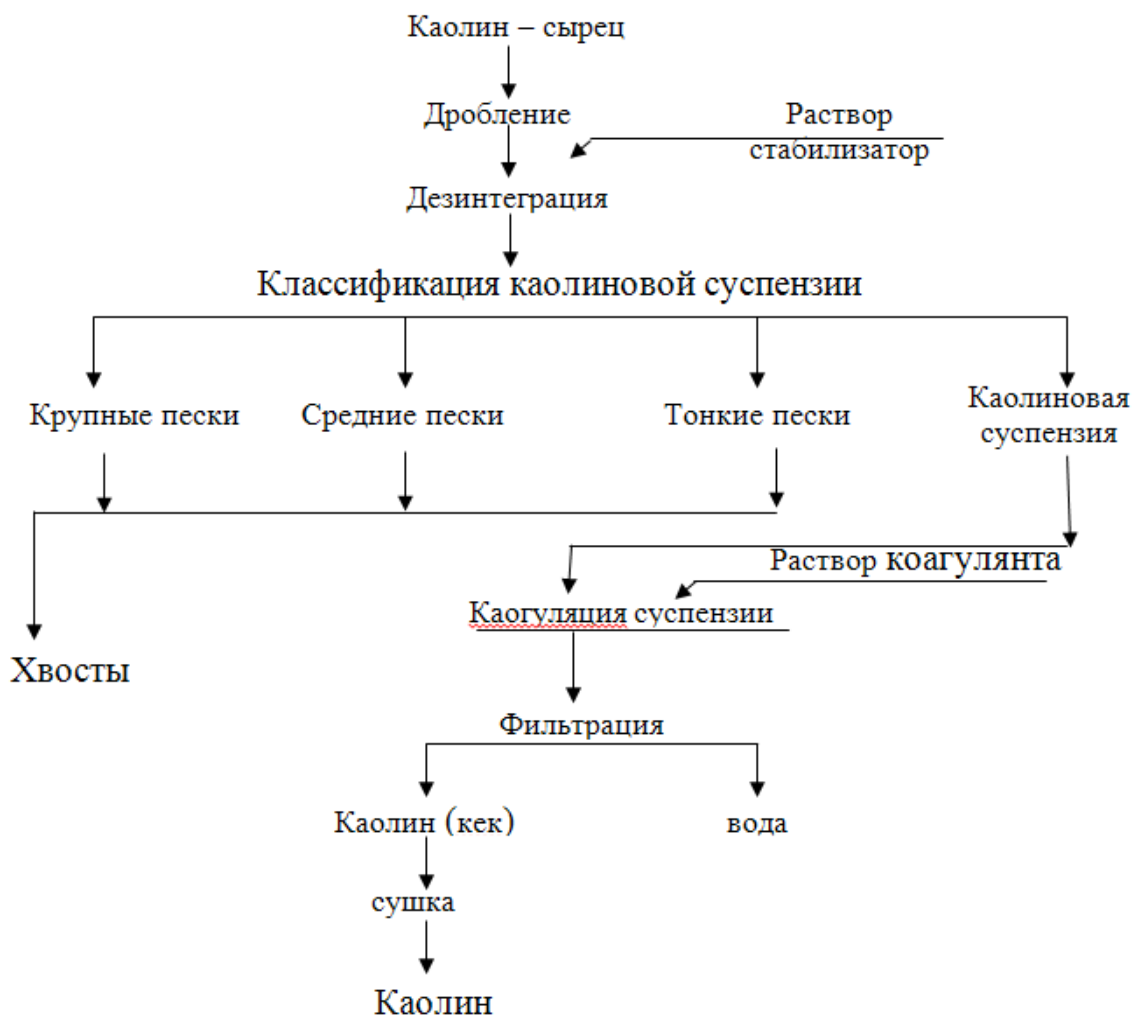 Каолин – сырец
Дробление
Раствор
стабилизатор
Дезинтеграция
Классификация каолиновой суспензии
Крупные пески
Средние пески
Тонкие пески
Каолиновая
суспензия
Раствор коагулянта
Каогуляция суспензии
Хвосты
Фильтрация
Каолин (кек)
вода
сушка
Каолин